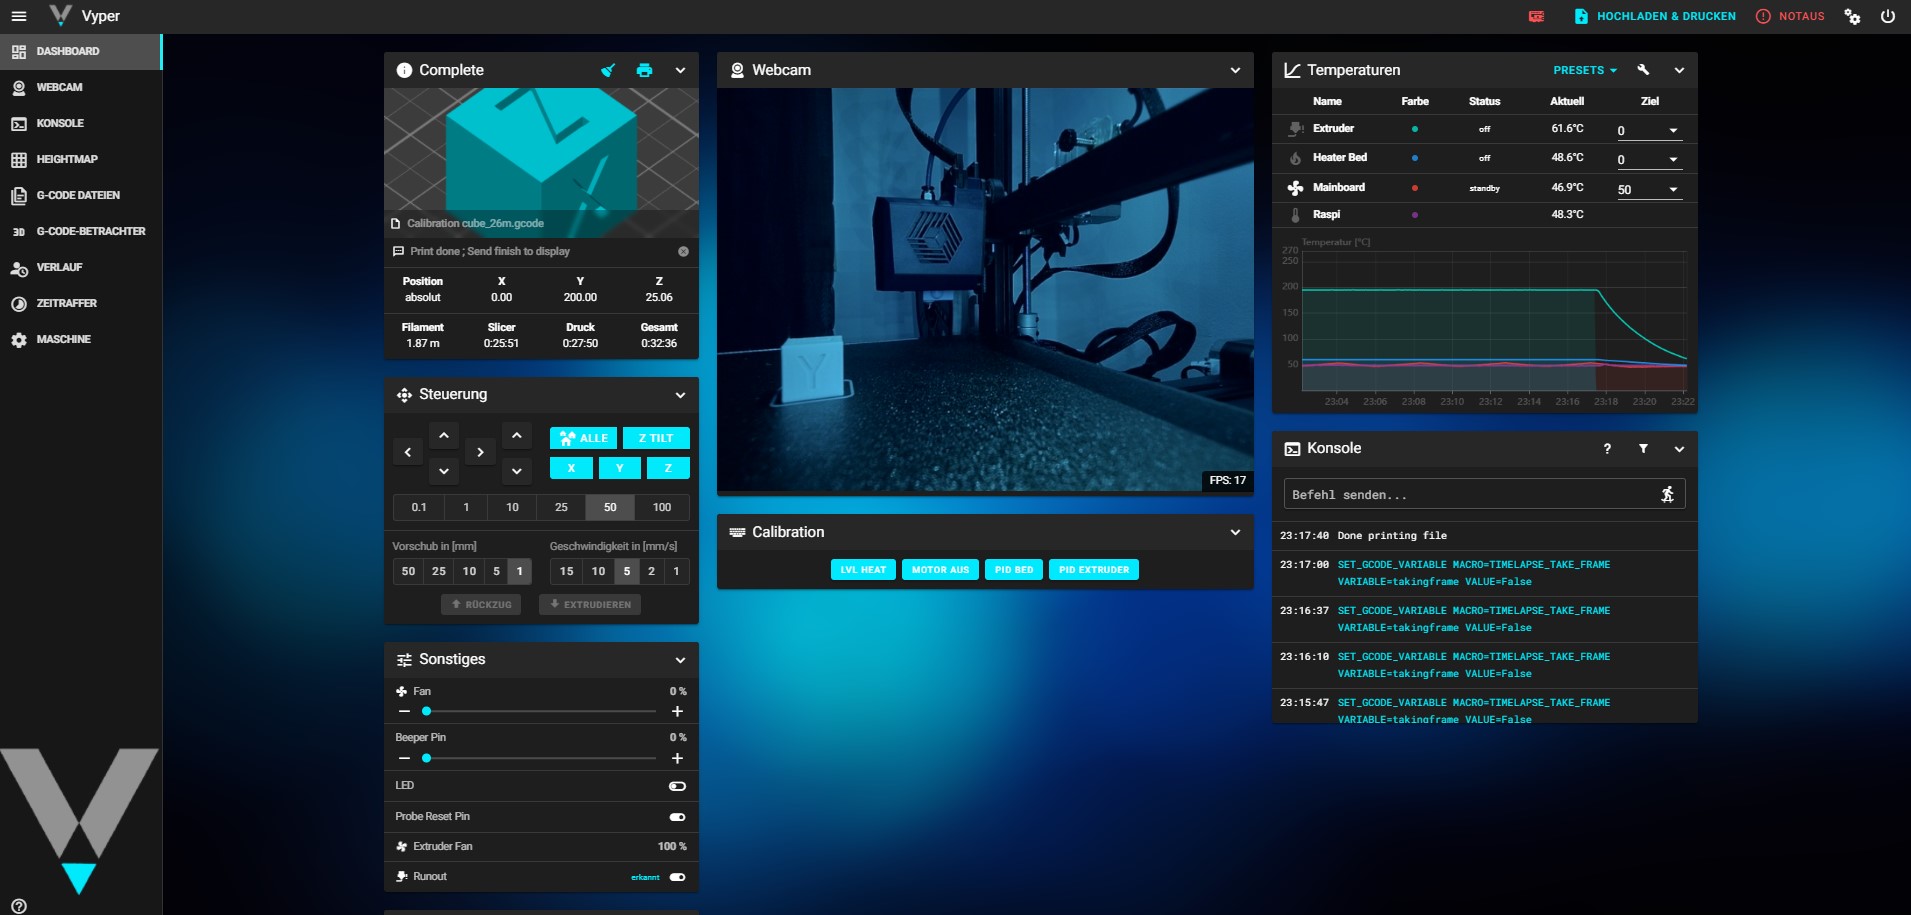 Vyper
HOCHLADEN & DRUCKEN
NOTAUS
DASHBOARD
WEBCAM
KONSOLE
HEIGHTMAP
G-CODE DATEIEN
3D G-CODE-BETRACHTER
VERLAUF
ZEITRAFFER
MASCHINE
Complete
Z
X
Calibration cube_26m.gcode
Print done ; Send finish to display
Position X Y Z
absolut 0.00 200.00 25.06
Filament Slicer Druck Gesamt
1.87 m 0:25:51 0:27:50 0:32:36
Steuerung
ALLE Z TILT
X Y Z
0.1 1 10 25 50 100
Vorschub in [mm] Geschwindigkeit in [mm/s]
50 25 10 5 1 15 10 5 2 1
RÜCKZUG EXTRUDIEREN
Sonstiges
Fan 0 %
Beeper Pin 0 %
LED
Probe Reset Pin
Extruder Fan 100 %
Runout erkannt
Webcam
Y
FPS: 17
Calibration
LVL HEAT MOTOR AUS PID BED PID EXTRUDER
Temperaturen PRESETS
Name Farbe Status Aktuell Ziel
Extruder off 61.6°C 0
Heater Bed off 48.6°C 0
Mainboard standby 46.9°C 50
Raspi 48.3°C
Temperatur [°C]
270
250
200
150
100
50
23:04 23:06 23:08 23:10 23:12 23:14 23:16 23:18 23:20 23:22
Konsole ?
Befehl senden...
23:17:40 Done printing file
23:17:00 SET_GCODE_VARIABLE MACRO=TIMELAPSE_TAKE_FRAME
VARIABLE=takingframe VALUE=False
23:16:37 SET_GCODE_VARIABLE MACRO=TIMELAPSE_TAKE_FRAME
VARIABLE=takingframe VALUE=False
23:16:10 SET_GCODE_VARIABLE MACRO=TIMELAPSE_TAKE_FRAME
VARIABLE=takingframe VALUE=False
23:15:47 SET_GCODE_VARIABLE MACRO=TIMELAPSE_TAKE_FRAME
VARIABLE=takingframe VALUE=False